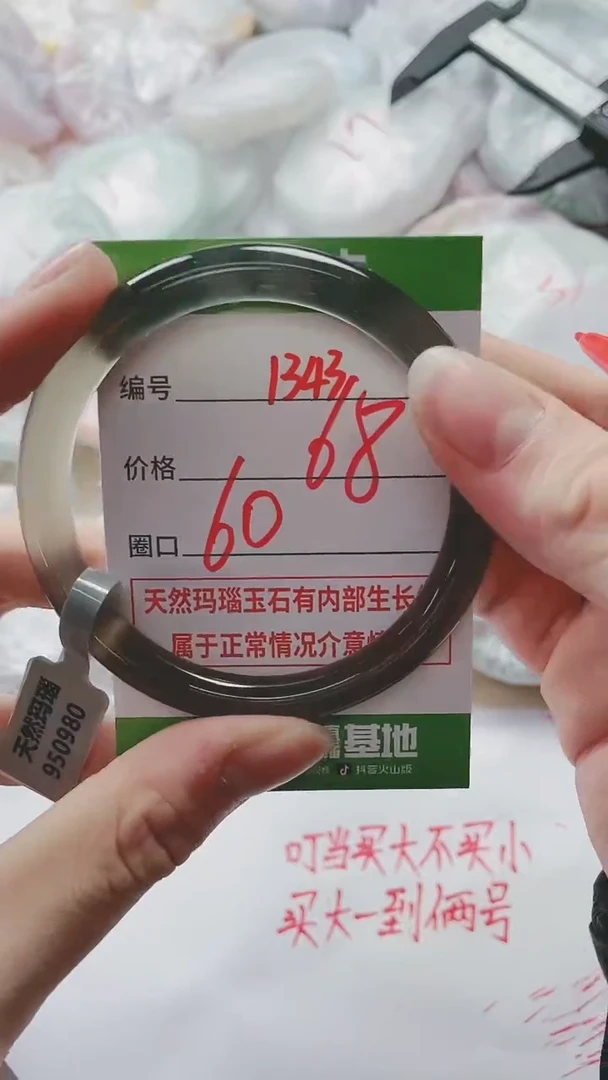 编号 1343
价格 68
圈口 60
天然玛瑙玉石有内部生长
属于正常情况介意
基地
抖音火山版
天然玛瑙
950980
叮当买大不买小
买大一到俩号